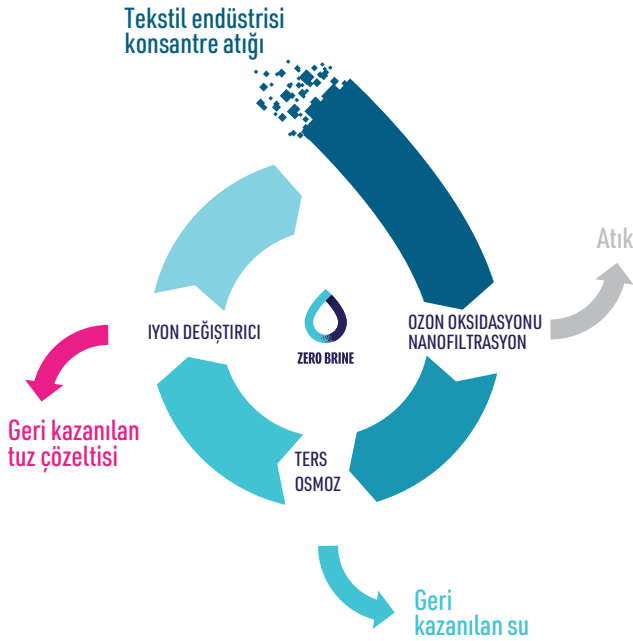 Tekstil endüstrisi
konsantre atığı
Atık
OZON OKSIDASYONU
NANOFILTRASYON
IYON DEĞIŞTIRICI
ZERO BRINE
Geri kazanılan
tuz çözeltisi
TERS
OSMOZ
Geri
kazanılan su